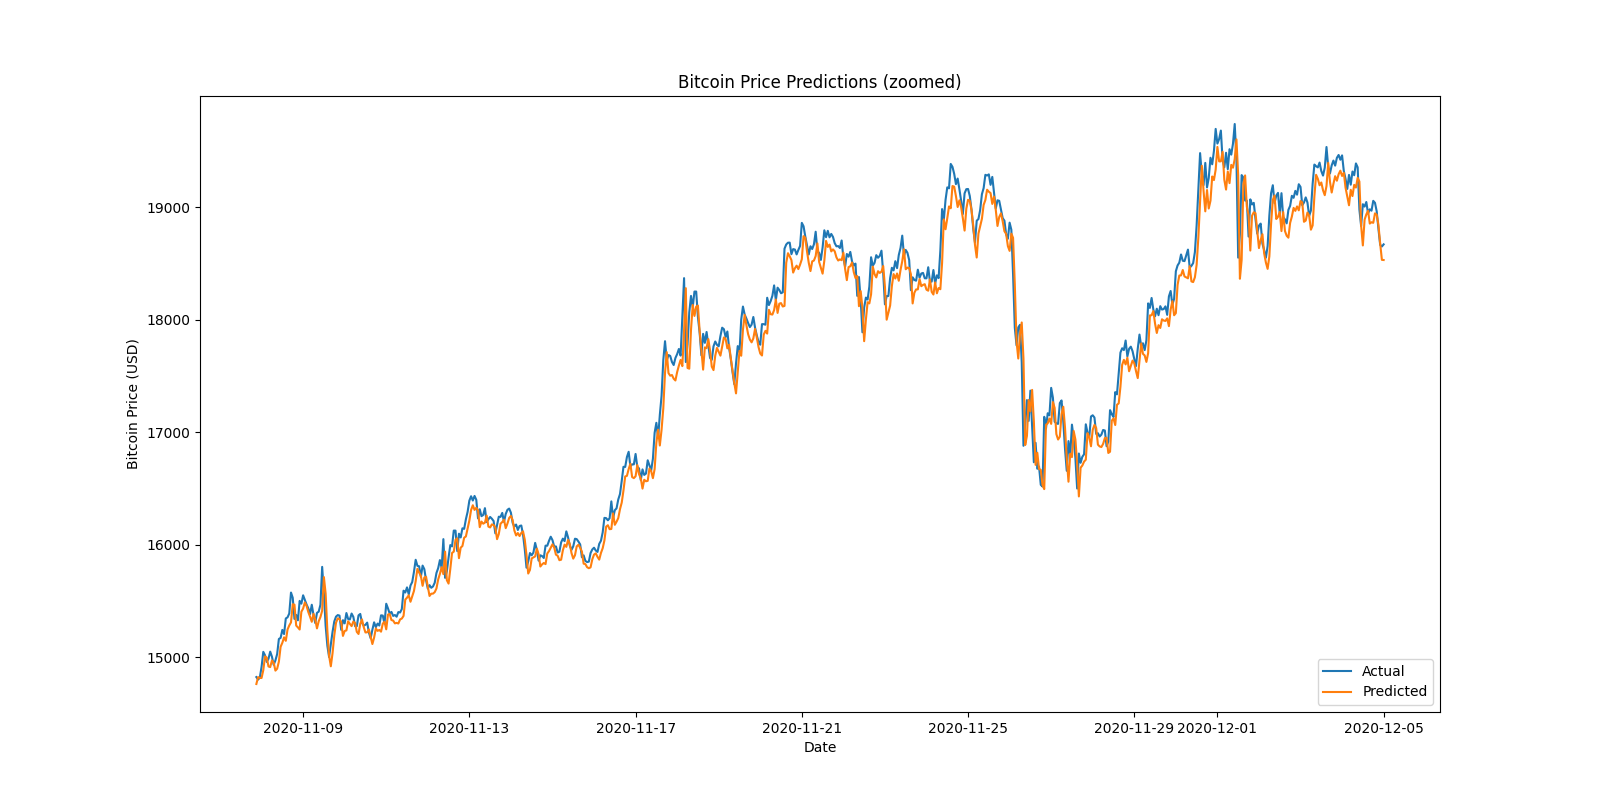 Bitcoin Price Predictions (zoomed)
Bitcoin Price (USD)
19000
18000
17000
16000
15000
2020-11-09 2020-11-13 2020-11-17 2020-11-21 2020-11-25 2020-11-29 2020-12-01 2020-12-05
Date
Actual
Predicted